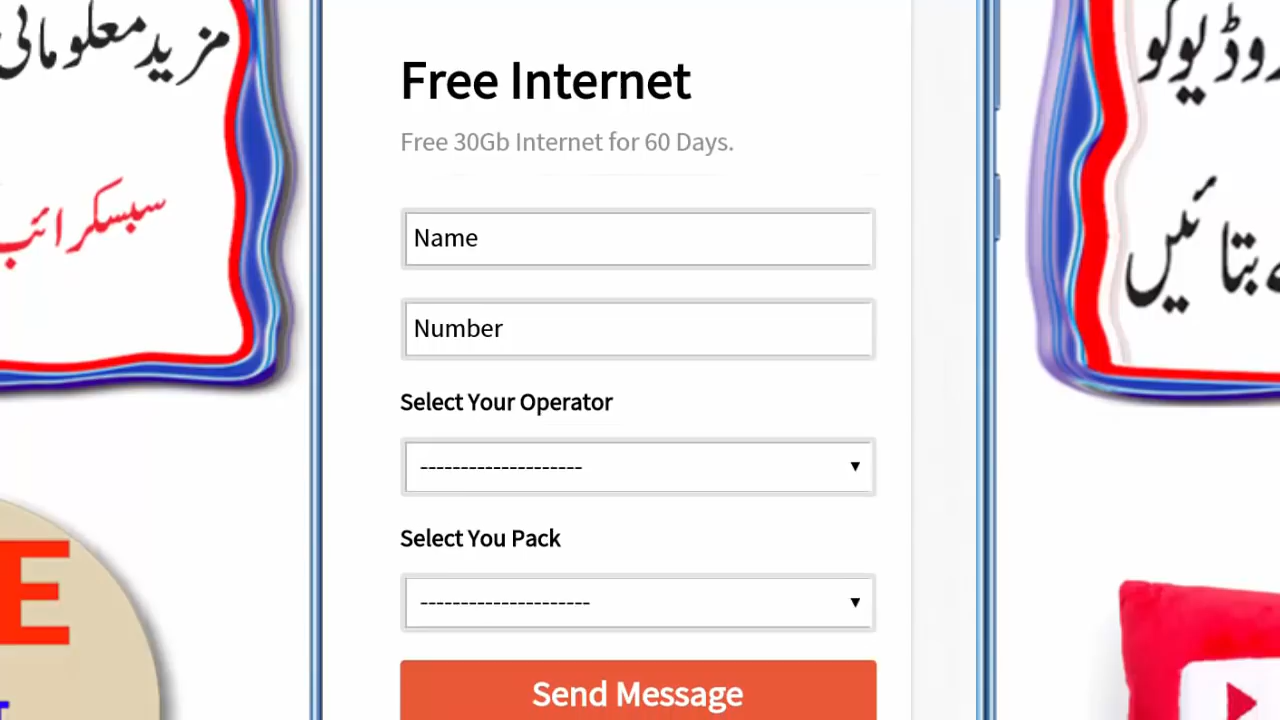 مزید معلوماتی
سبسکرائب
Free Internet
Free 30Gb Internet for 60 Days.
Name
Number
Select Your Operator
--------------------
Select You Pack
---------------------
Send Message
بتائیں
E